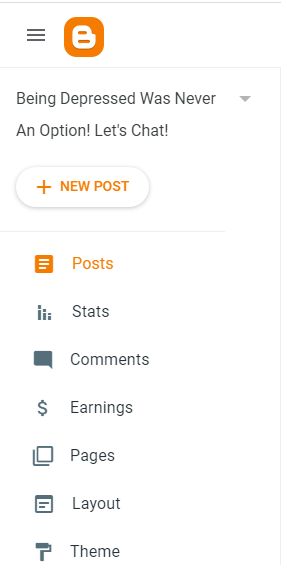 Being Depressed Was Never
An Option! Let's Chat!
NEW POST
Posts
Stats
Comments
Earnings
Pages
Layout
Theme